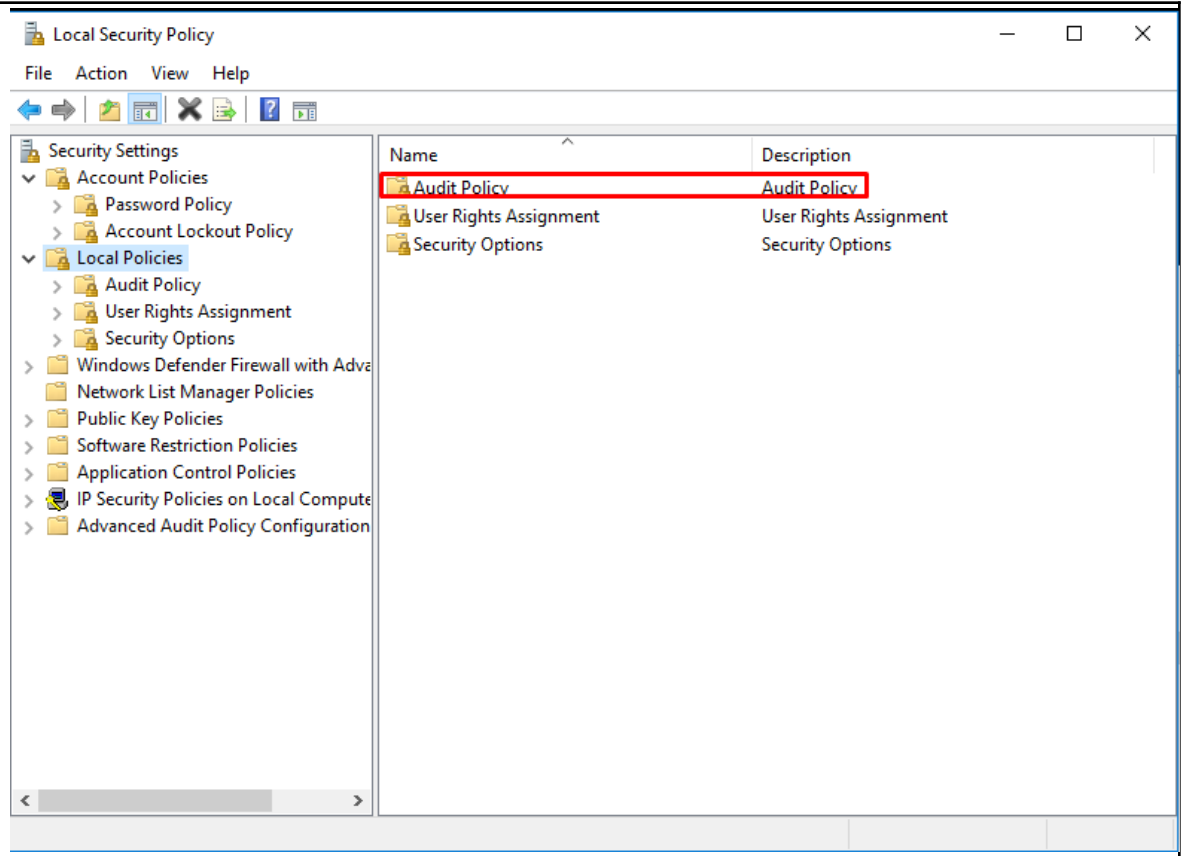 Local Security Policy
File Action View Help
Security Settings
Account Policies
Password Policy
Account Lockout Policy
Local Policies
Audit Policy
User Rights Assignment
Security Options
Windows Defender Firewall with Adva
Network List Manager Policies
Public Key Policies
Software Restriction Policies
Application Control Policies
IP Security Policies on Local Compute
Advanced Audit Policy Configuration
Name Description
Audit Policy Audit Policy
User Rights Assignment User Rights Assignment
Security Options Security Options